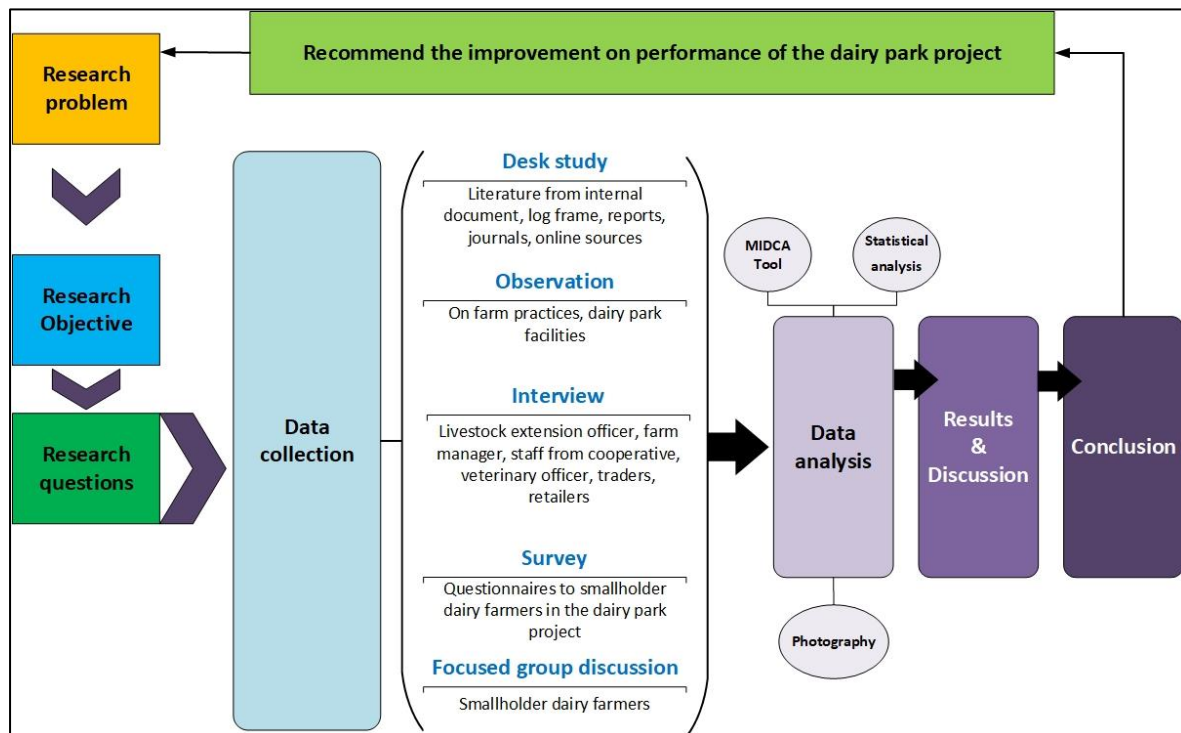 Recommend the improvement on performance of the dairy park project
Research
problem
Research
Objective
Research
questions
Data
collection
Desk study
Literature from internal
document, log frame, reports,
journals, online sources
Observation
On farm practices, dairy park
facilities
Interview
Livestock extension officer, farm
manager, staff from cooperative,
veterinary officer, traders,
retailers
Survey
Questionnaires to smallholder
dairy farmers in the dairy park
project
Focused group discussion
Smallholder dairy farmers
MIDCA
Tool
Statistical
analysis
Data
analysis
Photography
Results
&
Discussion
Conclusion